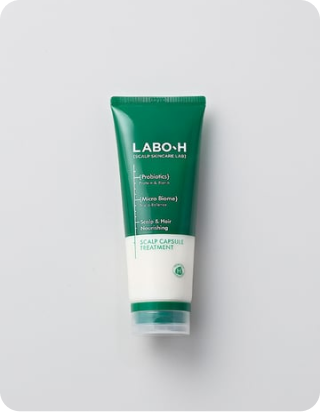 LABO-H
[SCALP SKINCARE LAB]
(Probiotics)
(Micro Biome)
Scalp & Hair
Nourishing
SCALP CAPSULE
TREATMENT